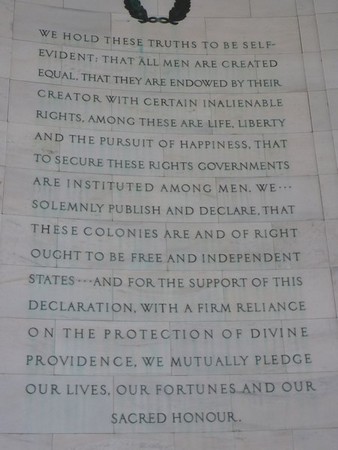 WE HOLD THESE TRUTHS TO BE SELF-
EVIDENT: THAT ALL MEN ARE CREATED
EQUAL, THAT THEY ARE ENDOWED BY THEIR
CREATOR WITH CERTAIN INALIENABLE
RIGHTS, AMONG THESE ARE LIFE, LIBERTY
AND THE PURSUIT OF HAPPINESS, THAT
TO SECURE THESE RIGHTS GOVERNMENTS
ARE INSTITUTED AMONG MEN. WE···
SOLEMNLY PUBLISH AND DECLARE, THAT
THESE COLONIES ARE AND OF RIGHT
OUGHT TO BE FREE AND INDEPENDENT
STATES···AND FOR THE SUPPORT OF THIS
DECLARATION, WITH A FIRM RELIANCE
ON THE PROTECTION OF DIVINE
PROVIDENCE, WE MUTUALLY PLEDGE
OUR LIVES, OUR FORTUNES AND OUR
SACRED HONOUR.